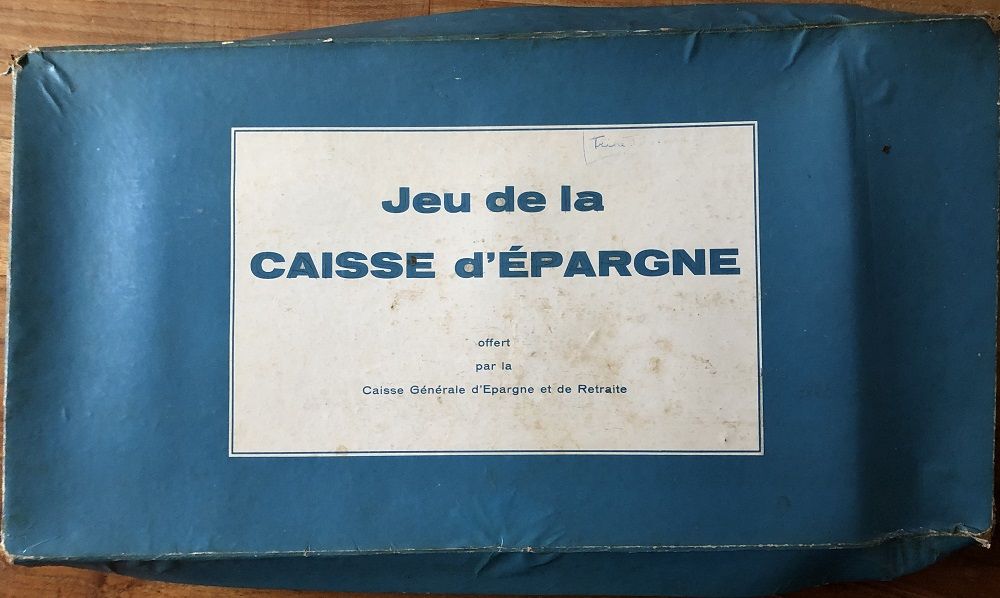 Jeu de la
CAISSE d'ÉPARGNE
offert
par la
Caisse Générale d'Epargne et de Retraite